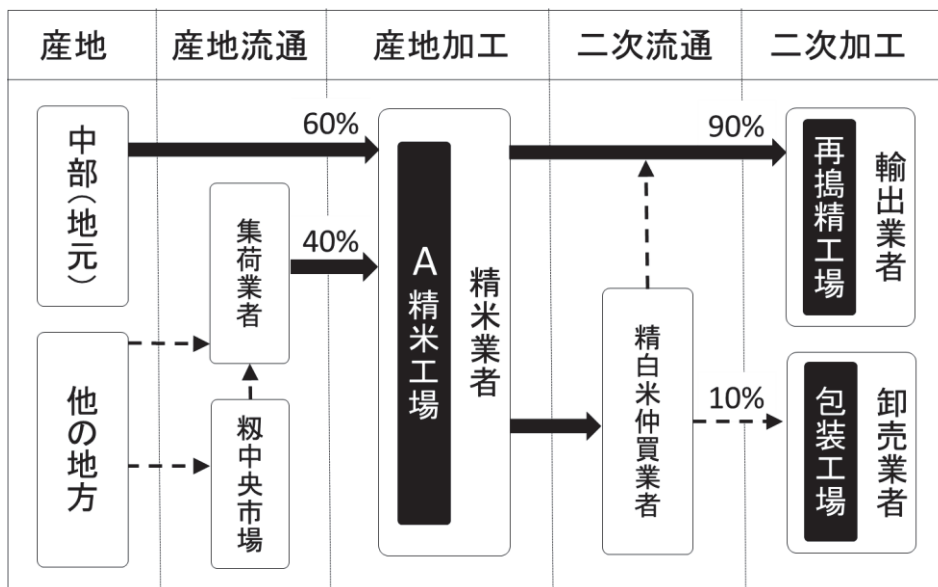 産地
産地流通
産地加工
二次流通
二次加工
中部(地元)
60%
90%
再搗精工場
輸出業者
集荷業者
40%
A精米工場
精米業者
他の地方
籾中央市場
精白米仲買業者
10%
包装工場
卸売業者